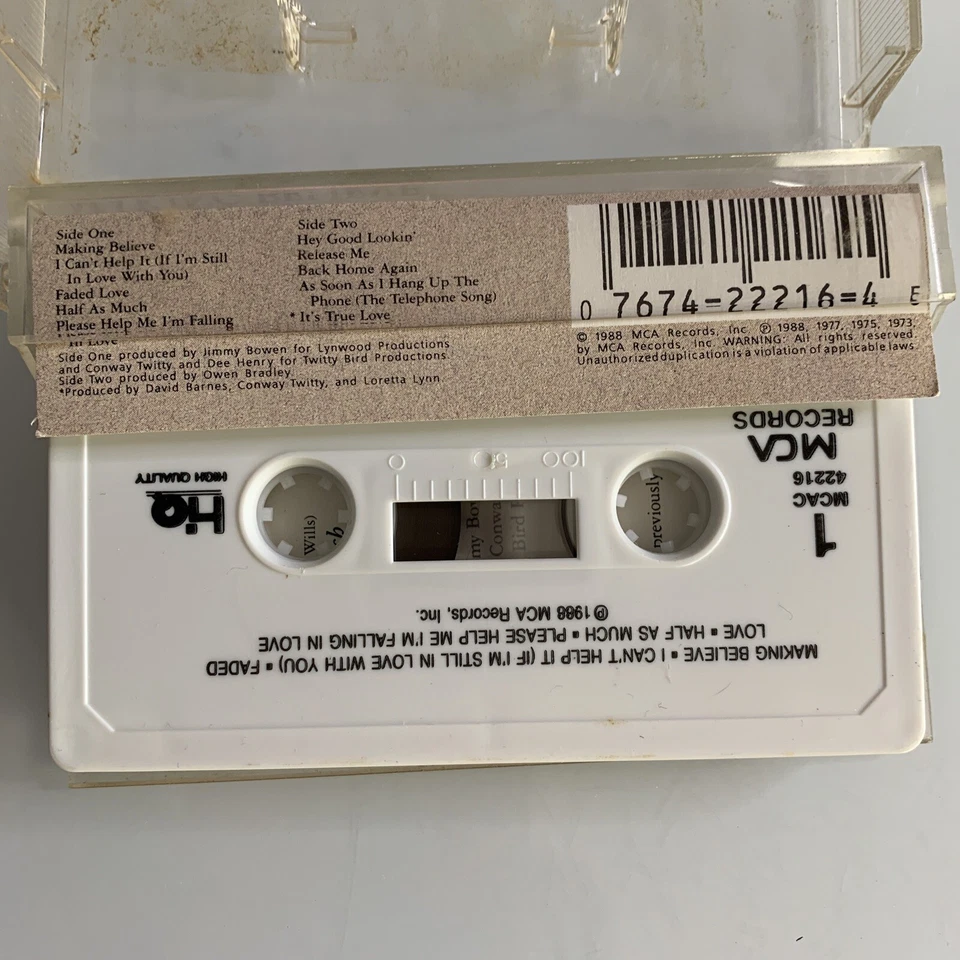 Side One
Making Believe
I Can't Help It (If I'm Still
In Love With You)
Faded Love
Half As Much
Please Help Me I'm Falling
In Love
Side Two
Hey Good Lookin'
Release Me
Back Home Again
As Soon As I Hang Up The
Phone (The Telephone Song)
* It's True Love
Side One produced by Jimmy Bowen for Lynwood Productions
and Conway Twitty and Dee Henry for Twitty Bird Productions.
Side Two produced by Owen Bradley.
*Produced by David Barnes, Conway Twitty, and Loretta Lynn.
0 7674-22216-4 E
© 1988 MCA Records, Inc ℗ 1988, 1977, 1975, 1973,
by MCA Records, Inc. WARNING: All rights reserved.
Unauthorized duplication is a violation of applicable laws.
MCA
RECORDS
MCAC
42216
1
HQ
HIGH QUALITY
0 50 100
Wills)
Conwa
Bird
previously
℗ 1988 MCA Records, Inc.
MAKING BELIEVE ▪ I CAN'T HELP IT (IF I'M STILL IN LOVE WITH YOU) ▪ FADED
LOVE ▪ HALF AS MUCH ▪ PLEASE HELP ME I'M FALLING IN LOVE